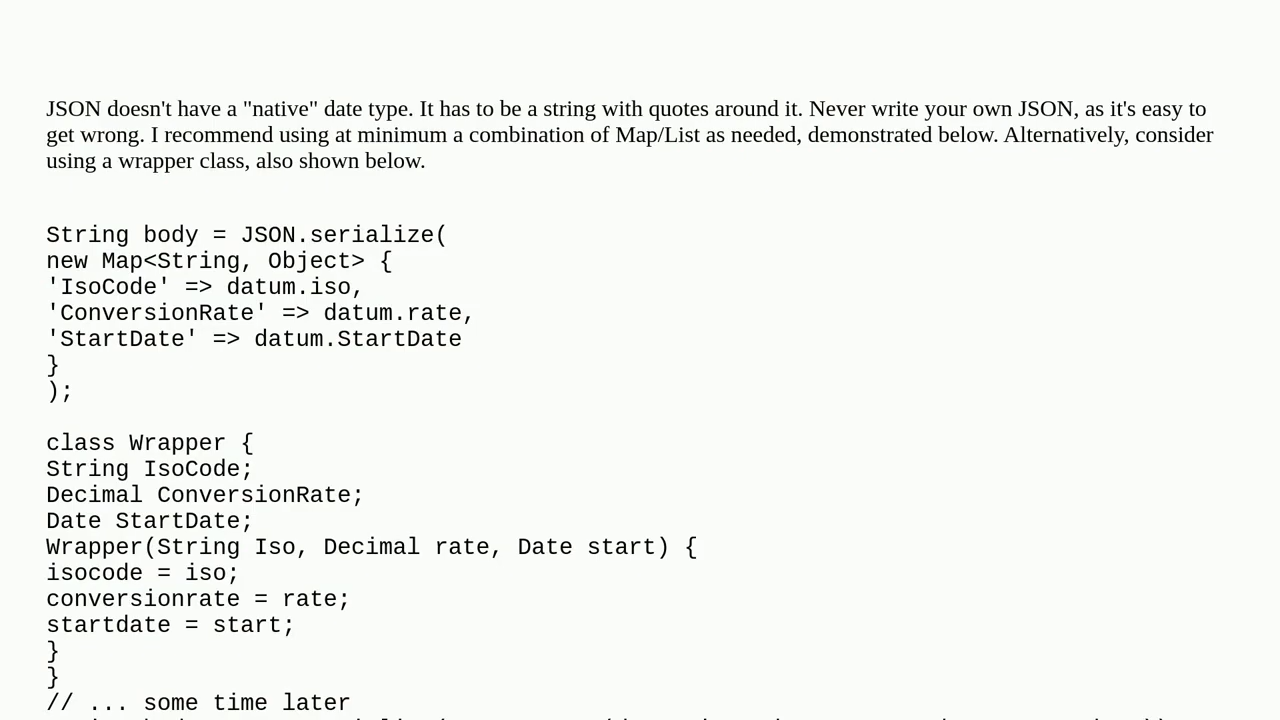 JSON doesn't have a "native" date type. It has to be a string with quotes around it. Never write your own JSON, as it's easy to
get wrong. I recommend using at minimum a combination of Map/List as needed, demonstrated below. Alternatively, consider
using a wrapper class, also shown below.
String body = JSON.serialize(
new Map<String, Object> {
'IsoCode' => datum.iso,
'ConversionRate' => datum.rate,
'StartDate' => datum.StartDate
}
);
class Wrapper {
String IsoCode;
Decimal ConversionRate;
Date StartDate;
Wrapper(String Iso, Decimal rate, Date start) {
isocode = iso;
conversionrate = rate;
startdate = start;
}
}
// ... some time later